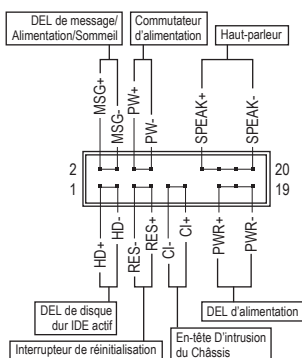 DEL de message/
Alimentation/Sommeil
Commutateur
d'alimentation
Haut-parleur
MSG+
MSG-
PW+
PW-
SPEAK+
SPEAK-
2
20
1
19
HD+
HD-
RES-
RES+
CI-
CI+
PWR+
PWR-
DEL de disque
dur IDE actif
DEL d'alimentation
Interrupteur de réinitialisation
En-tête D'intrusion
du Châssis